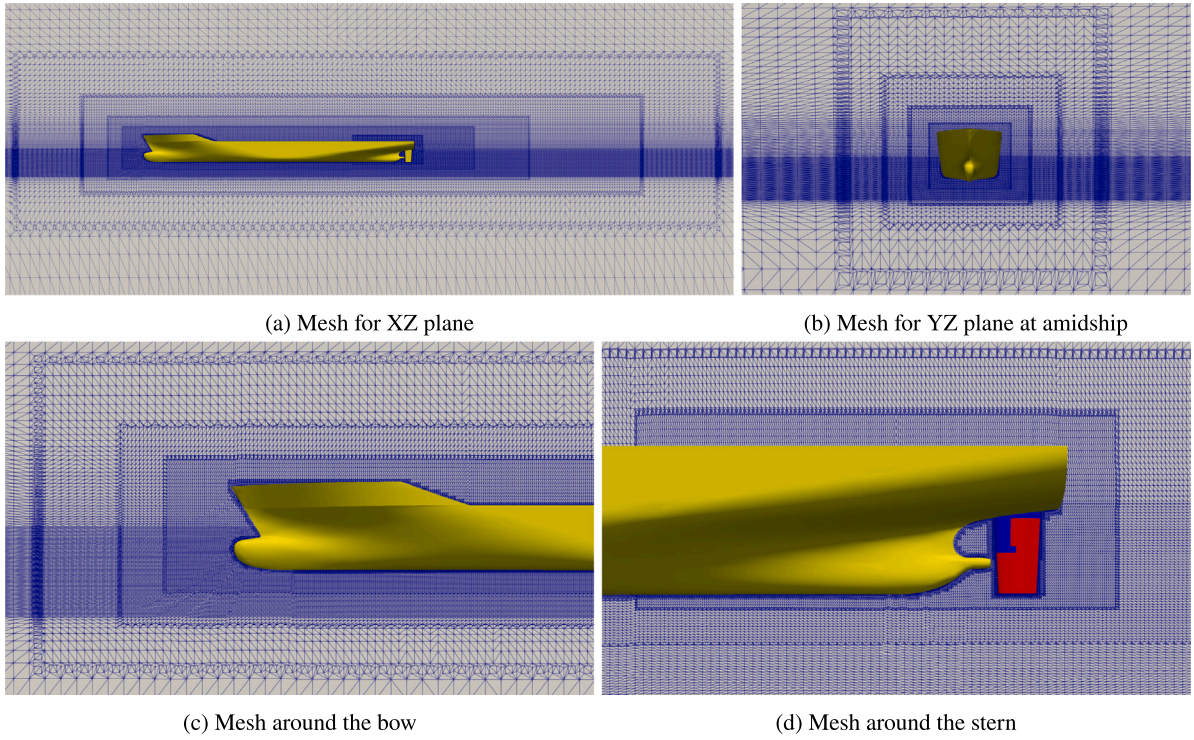 (a) Mesh for XZ plane
(b) Mesh for YZ plane at amidship
(c) Mesh around the bow
(d) Mesh around the stern